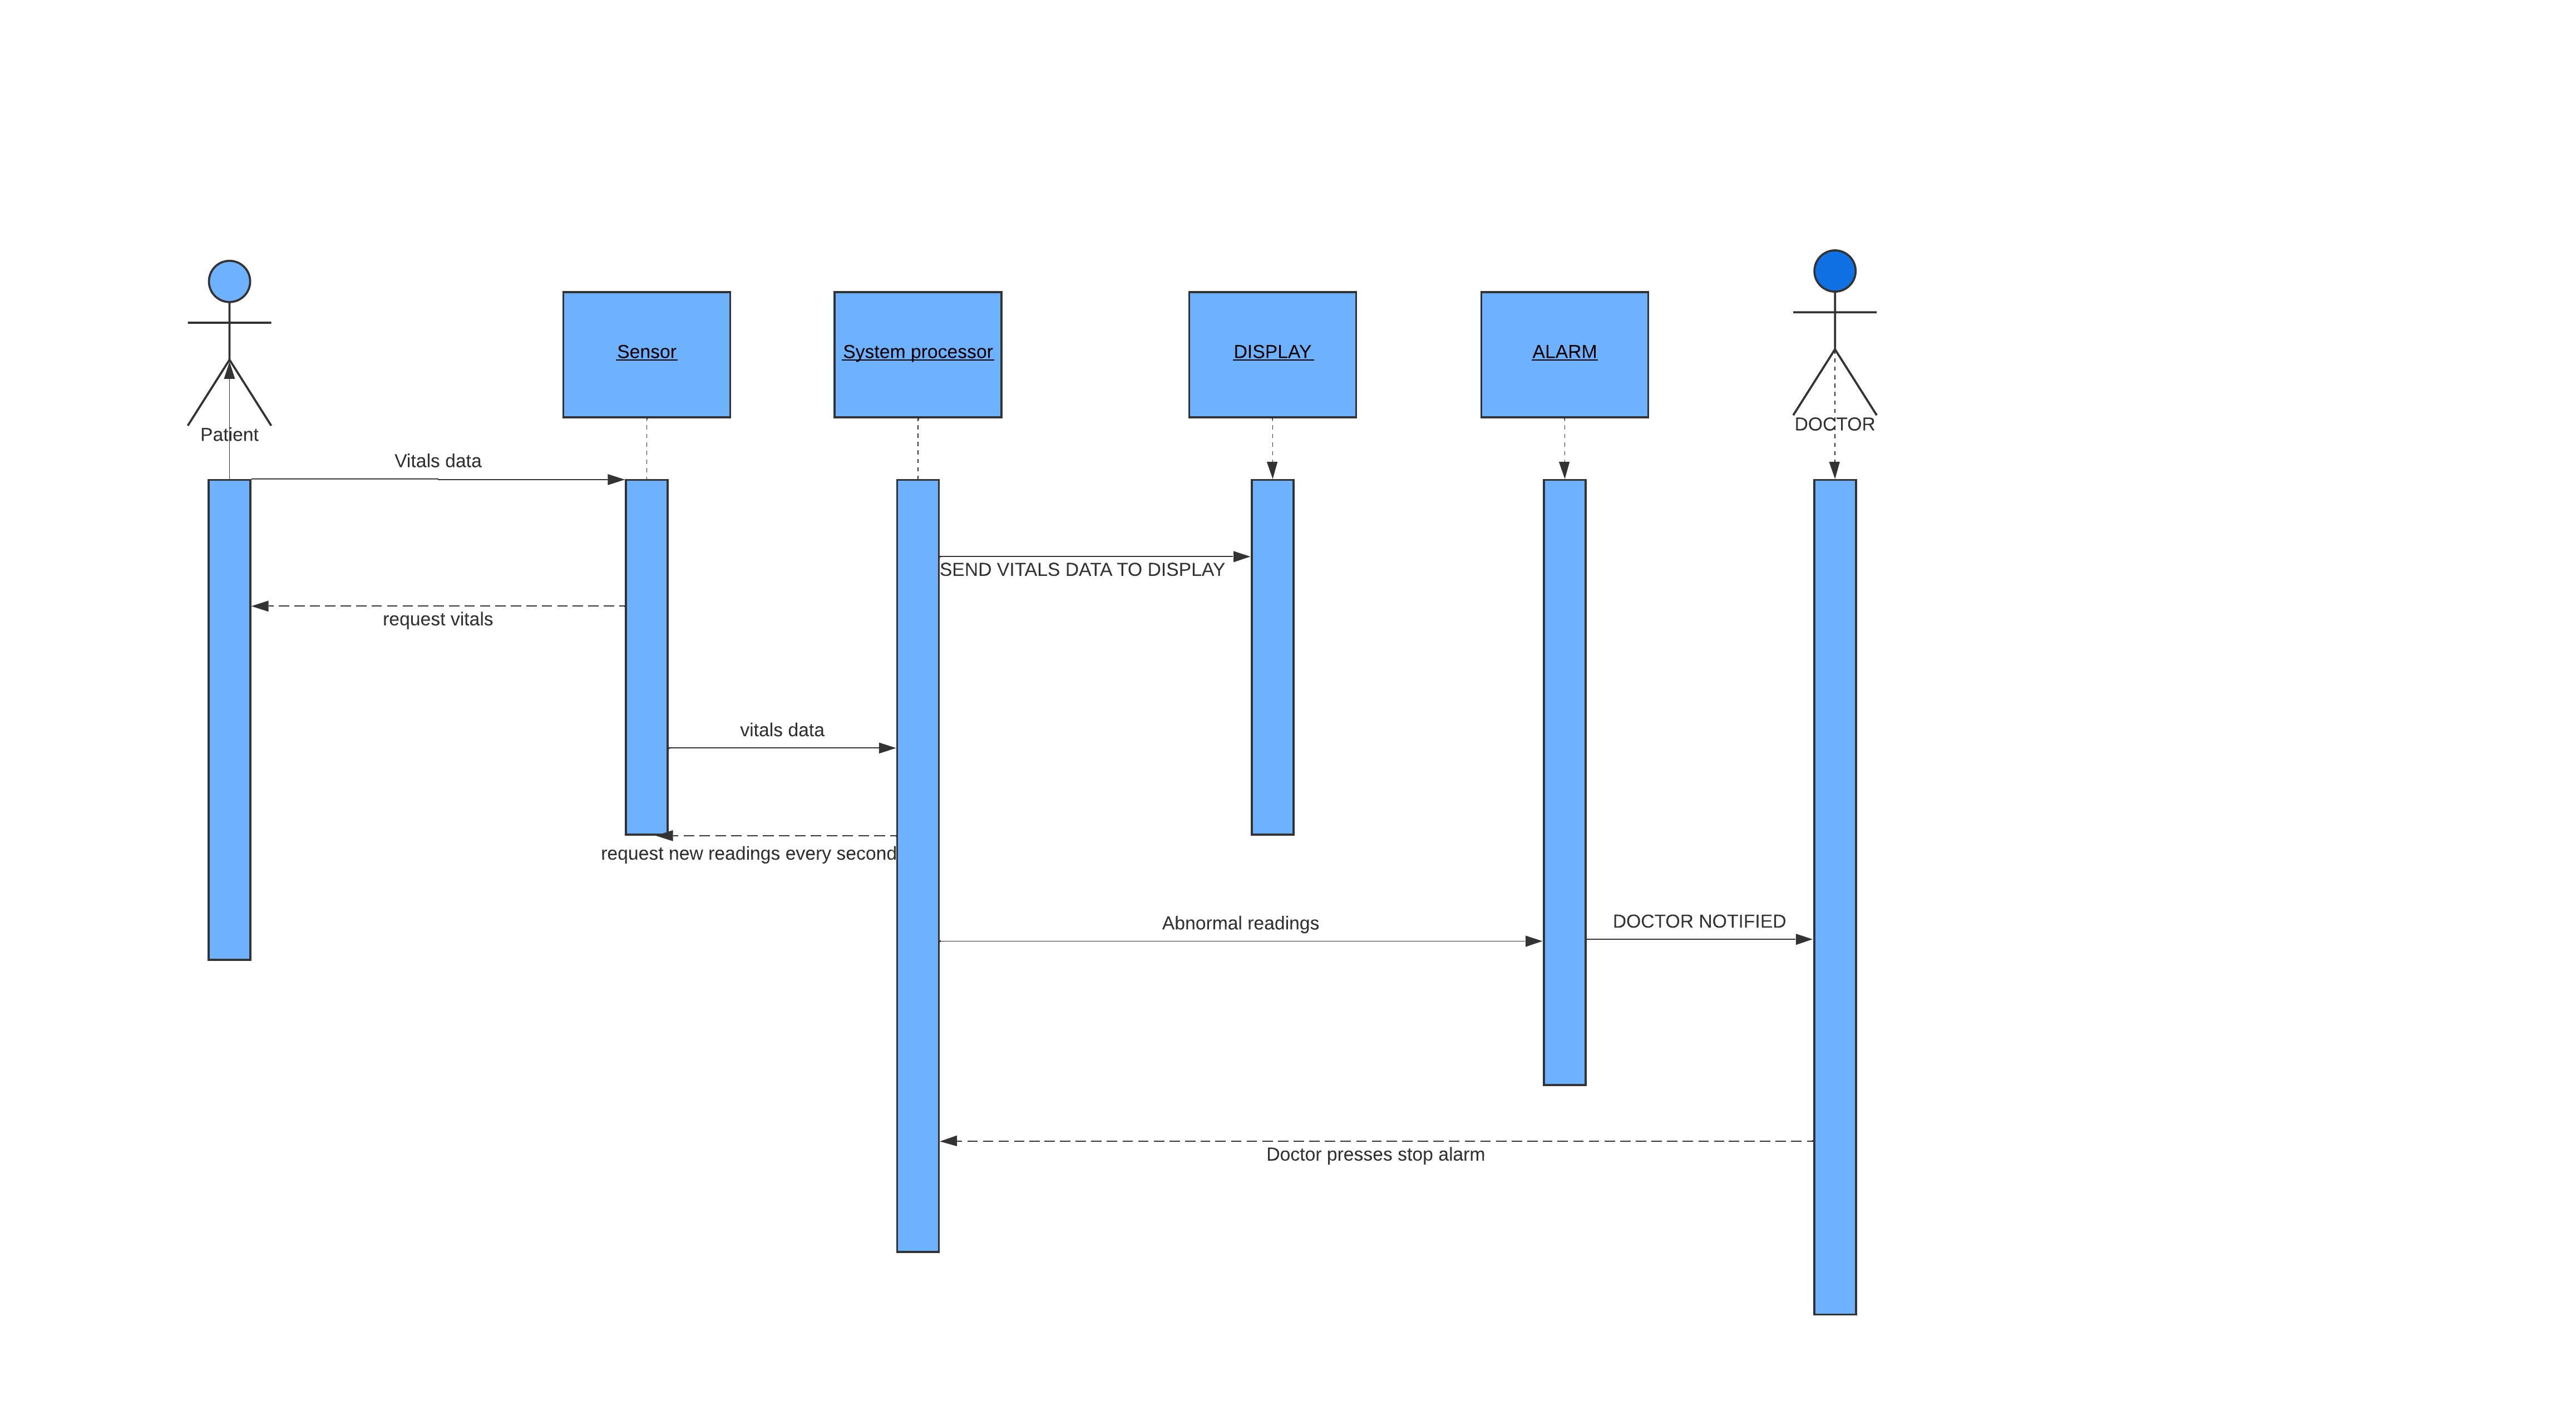 Sensor
System processor
DISPLAY
ALARM
DOCTOR
Patient
Vitals data
SEND VITALS DATA TO DISPLAY
request vitals
vitals data
request new readings every second
Abnormal readings
DOCTOR NOTIFIED
Doctor presses stop alarm